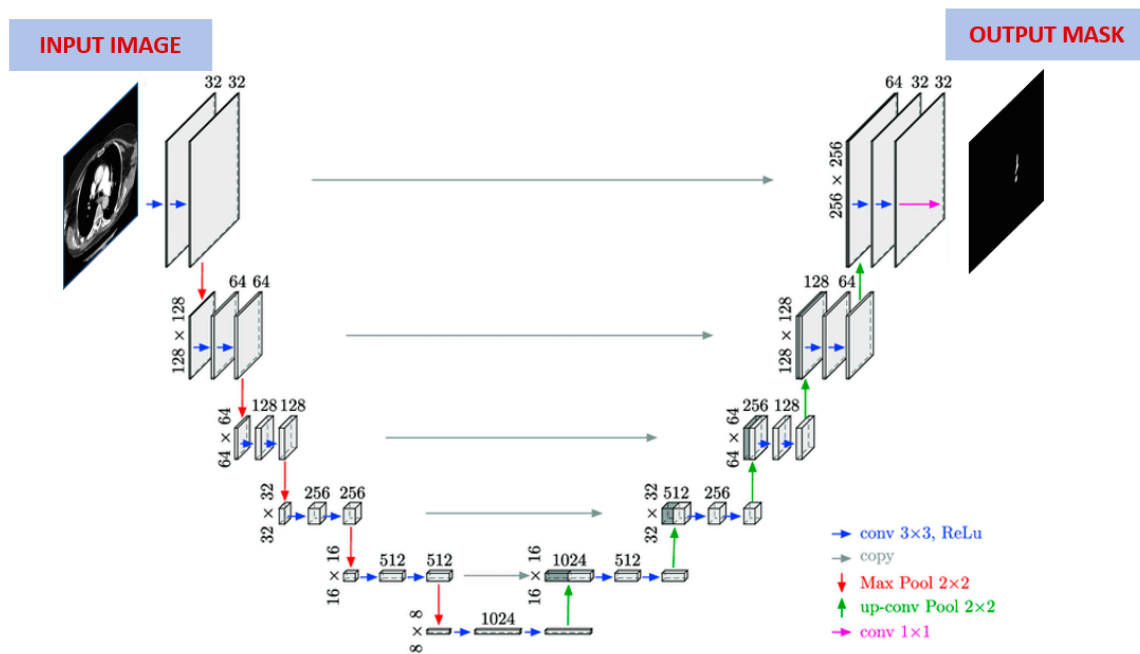 INPUT IMAGE
OUTPUT MASK
32 32
64 32 32
256 × 256
64 64
128 × 128
128 64
128 × 128
128 128
64 × 64
256 128
64 × 64
256 256
32 × 32
512 256
32 × 32
512 512
16 × 16
1024 512
16 × 16
1024
8 × 8
conv 3×3, ReLu
copy
Max Pool 2×2
up-conv Pool 2×2
conv 1×1